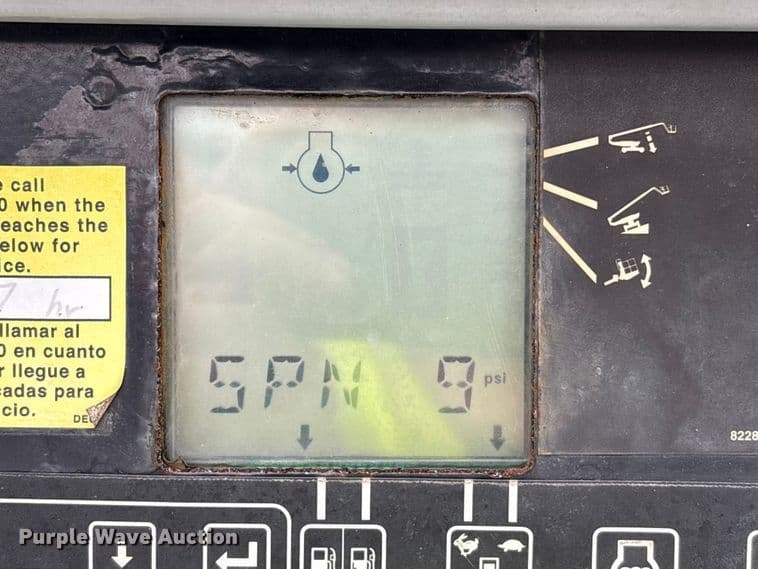 e call
0 when the
eaches the
elow for
ice.
7 hr
llamar al
0 en cuanto
r llegue a
cadas para
cio.
DE
SPN 9 psi
8228
Purple Wave Auction